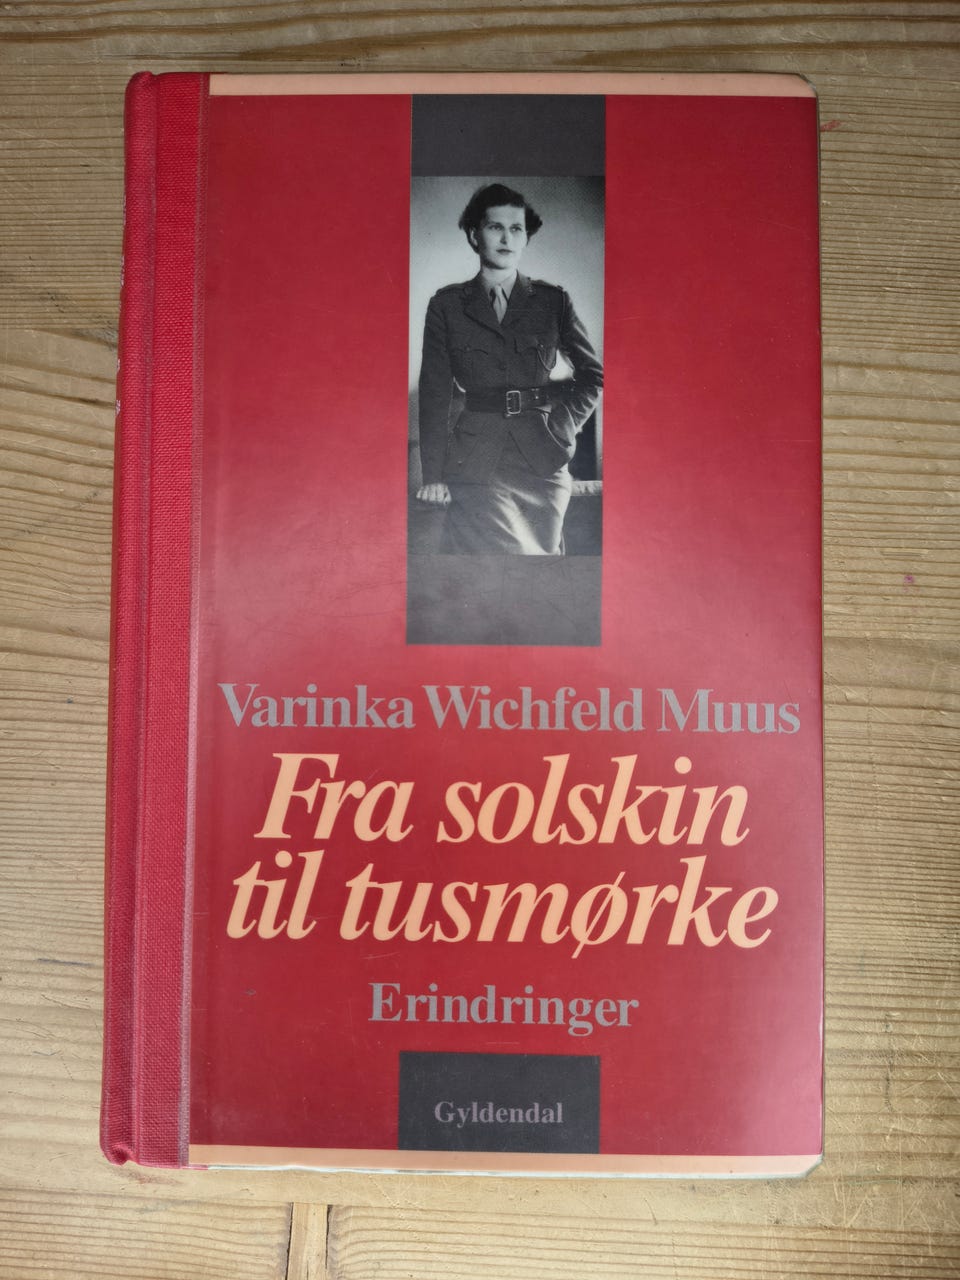 Varinka Wichfeld Muus
Fra solskin
til tusmørke
Erindringer
Gyldendal